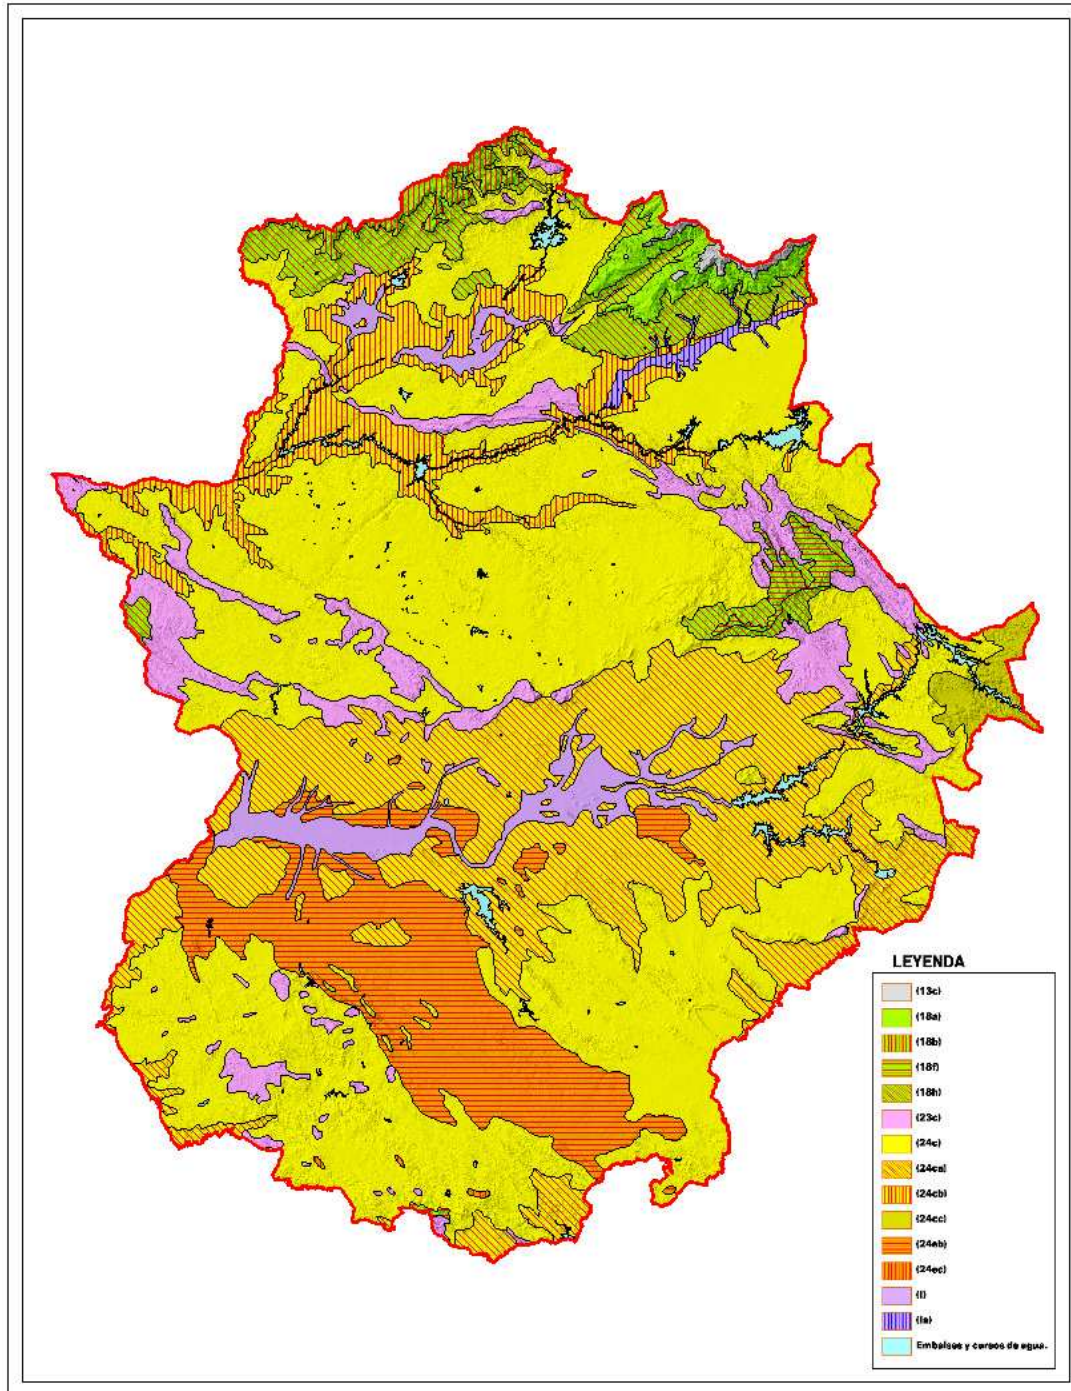 LEYENDA
(13c)
(18a)
(18b)
(18f)
(18h)
(23c)
(24c)
(24ca)
(24cb)
(24cc)
(24eb)
(24ec)
(I)
(Ia)
Embalses y cursos de agua.